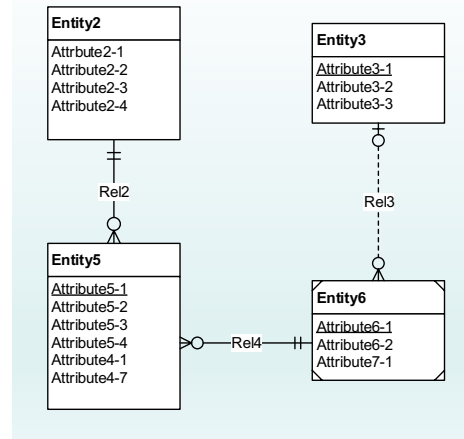 Entity2
Attrbute2-1
Attribute2-2
Attribute2-3
Attribute2-4
Entity3
Attribute3-1
Attribute3-2
Attribute3-3
Rel2
Rel3
Entity5
Attribute5-1
Attribute5-2
Attribute5-3
Attribute5-4
Attribute4-1
Attribute4-7
Rel4
Entity6
Attribute6-1
Attribute6-2
Attribute7-1